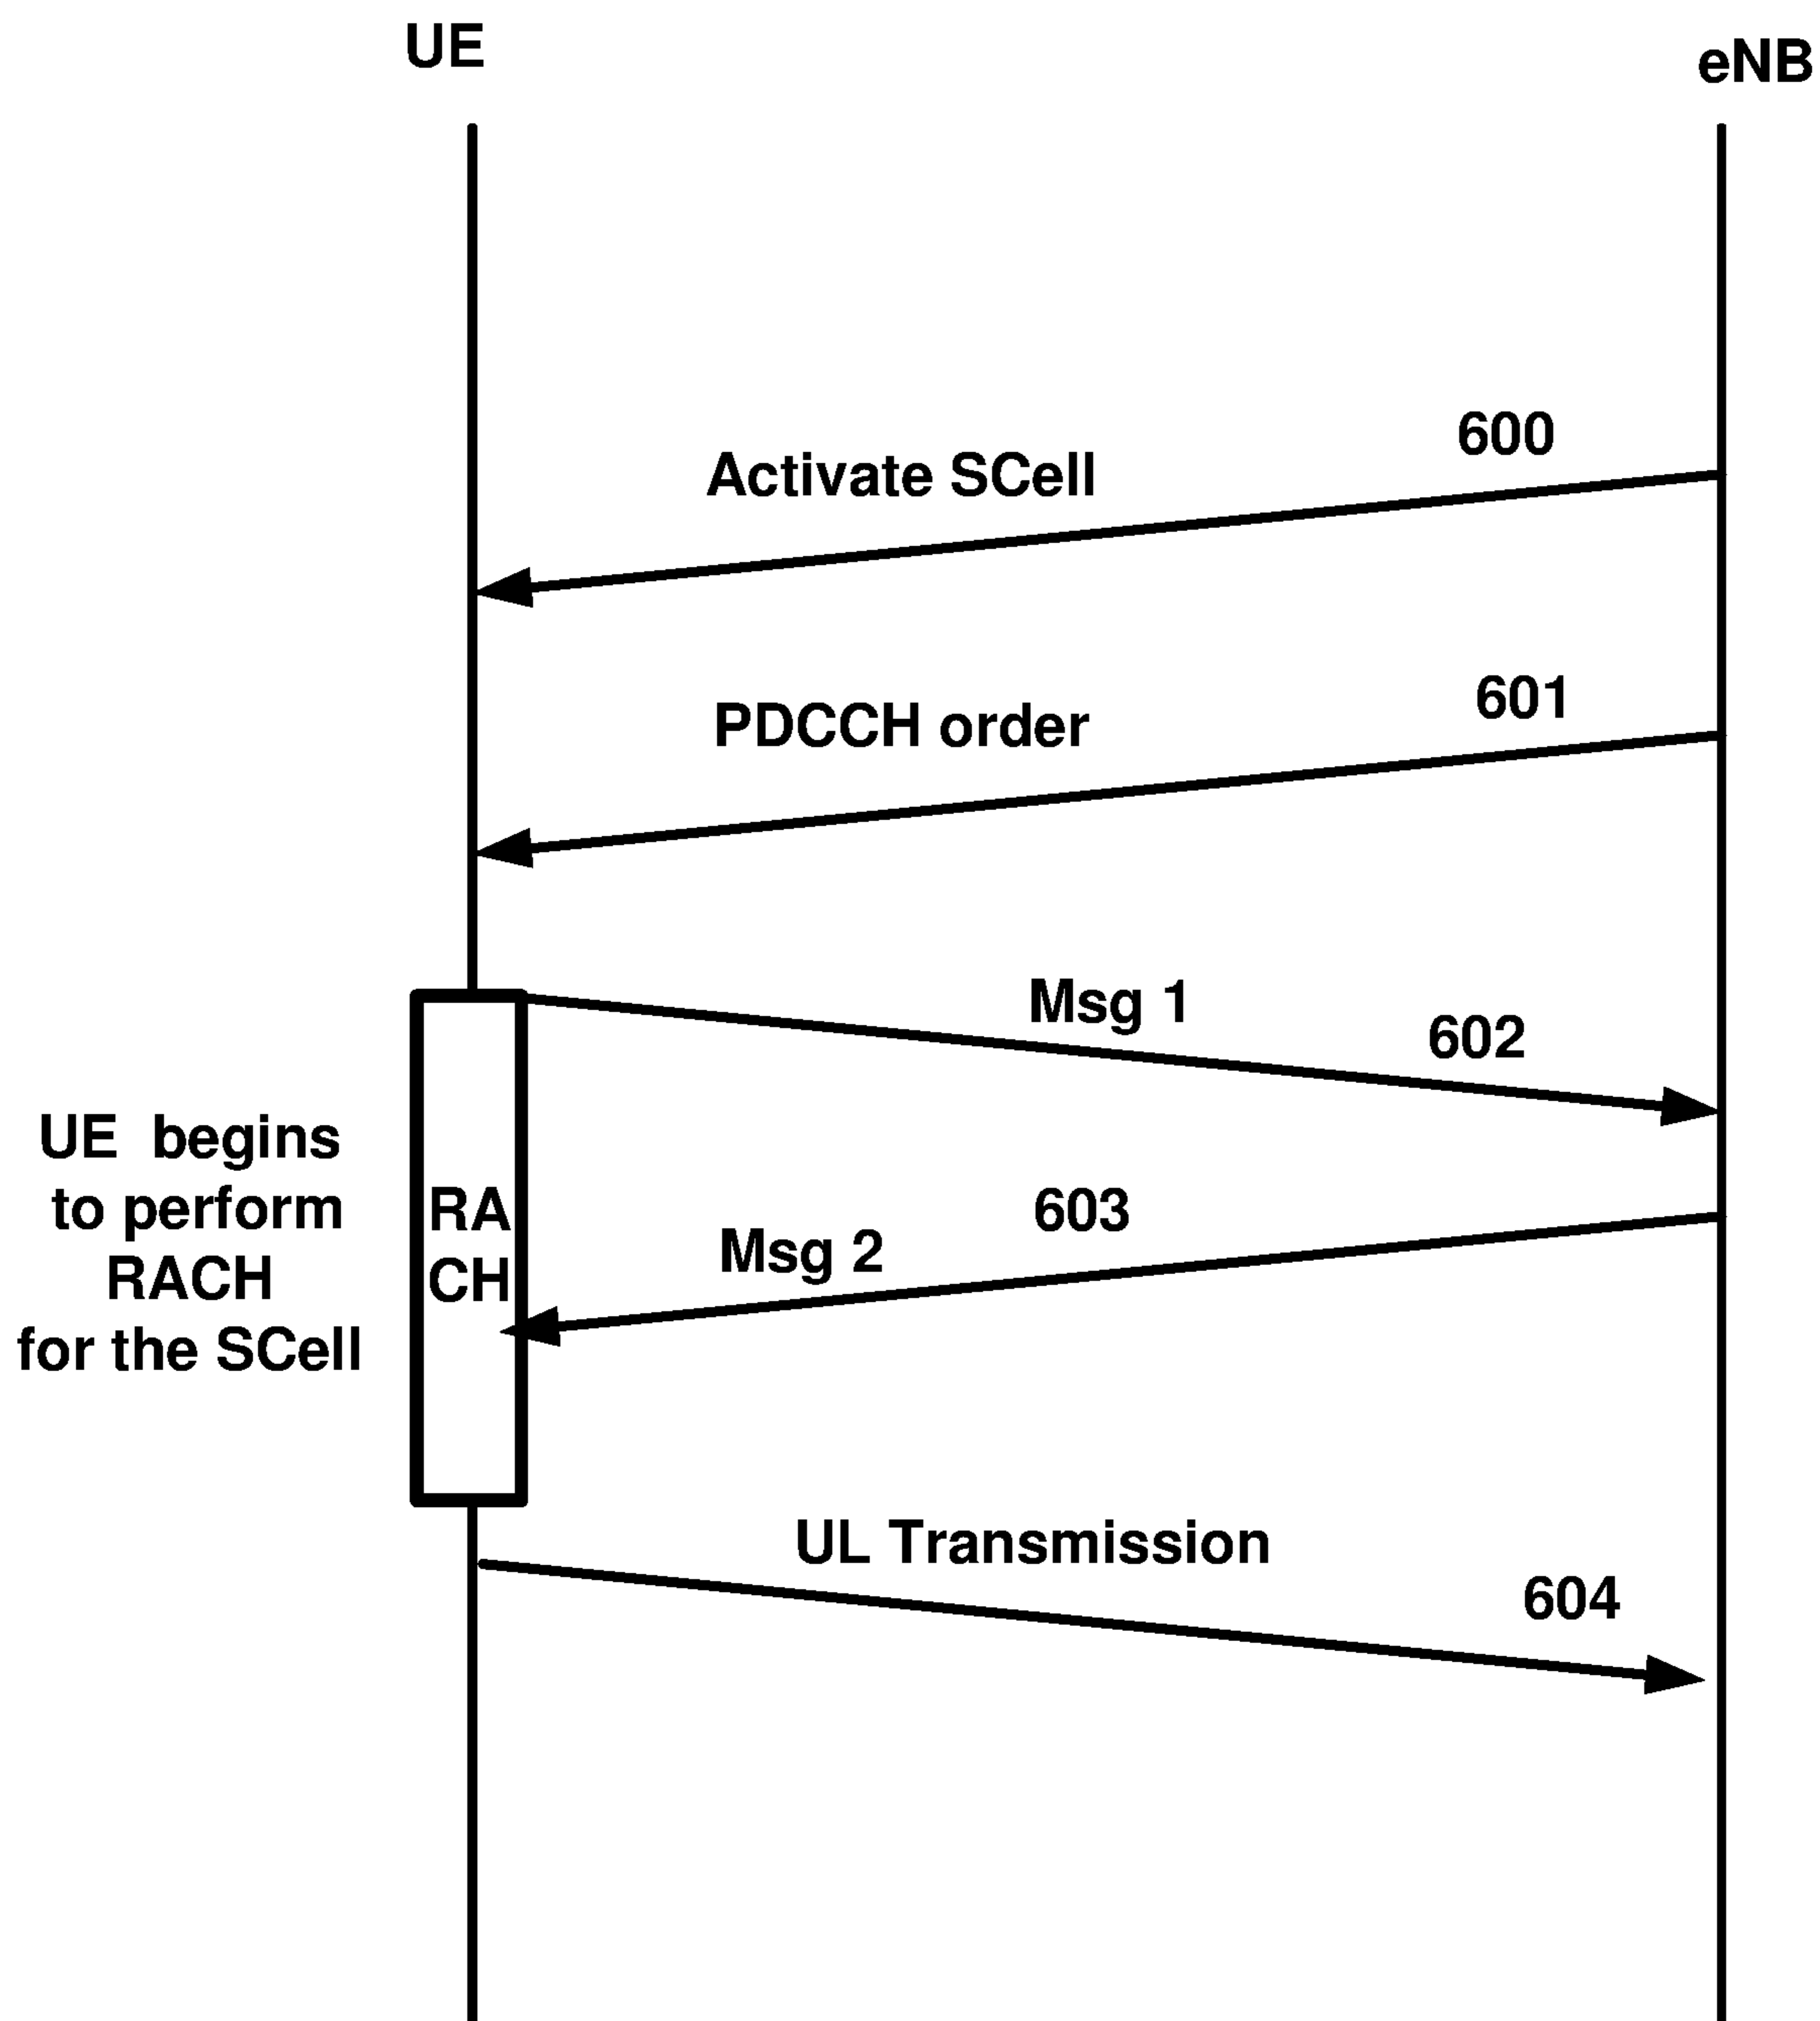 UE
eNB
600
Activate SCell
601
PDCCH order
Msg 1
602
UE begins
to perform
RACH
for the SCell
RA
CH
603
Msg 2
UL Transmission
604